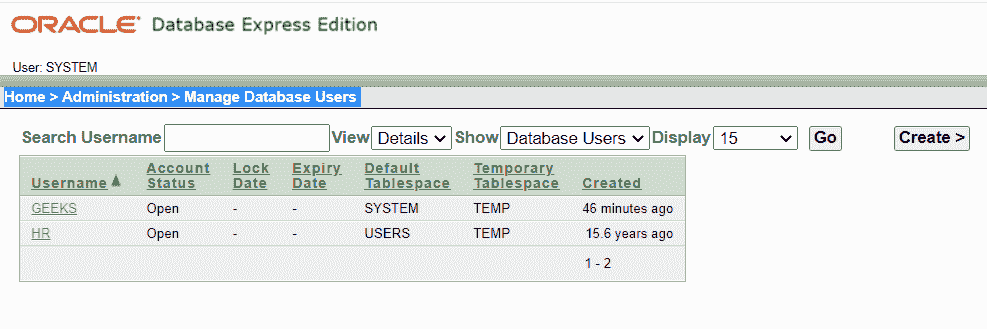 ORACLE Database Express Edition
User: SYSTEM
Home > Administration > Manage Database Users
Search Username View Details Show Database Users Display 15 Go Create >
Username Account Status Lock Date Expiry Date Default Tablespace Temporary Tablespace Created
GEEKS Open - - SYSTEM TEMP 46 minutes ago
HR Open - - USERS TEMP 15.6 years ago
1 - 2